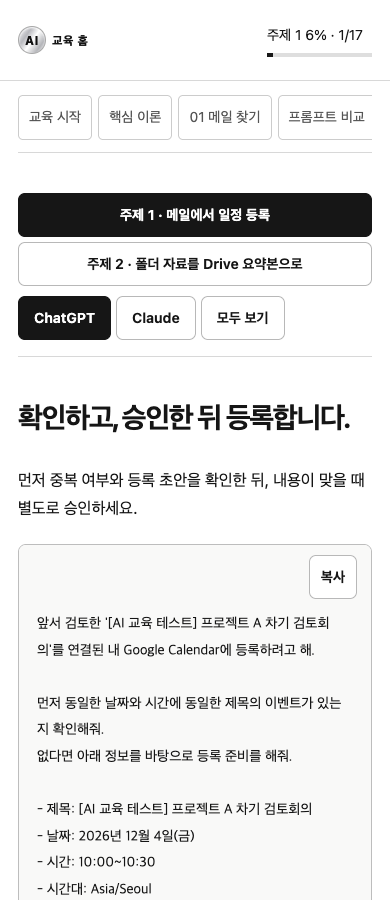 AI 교육 홈
주제 1 6% · 1/17
교육 시작
핵심 이론
01 메일 찾기
프롬프트 비교
주제 1 · 메일에서 일정 등록
주제 2 · 폴더 자료를 Drive 요약본으로
ChatGPT
Claude
모두 보기
확인하고, 승인한 뒤 등록합니다.
먼저 중복 여부와 등록 초안을 확인한 뒤, 내용이 맞을 때
별도로 승인하세요.
복사
앞서 검토한 '[AI 교육 테스트] 프로젝트 A 차기 검토회
의'를 연결된 내 Google Calendar에 등록하려고 해.
먼저 동일한 날짜와 시간에 동일한 제목의 이벤트가 있는
지 확인해줘.
없다면 아래 정보를 바탕으로 등록 준비를 해줘.
- 제목: [AI 교육 테스트] 프로젝트 A 차기 검토회의
- 날짜: 2026년 12월 4일(금)
- 시간: 10:00~10:30
- 시간대: Asia/Seoul